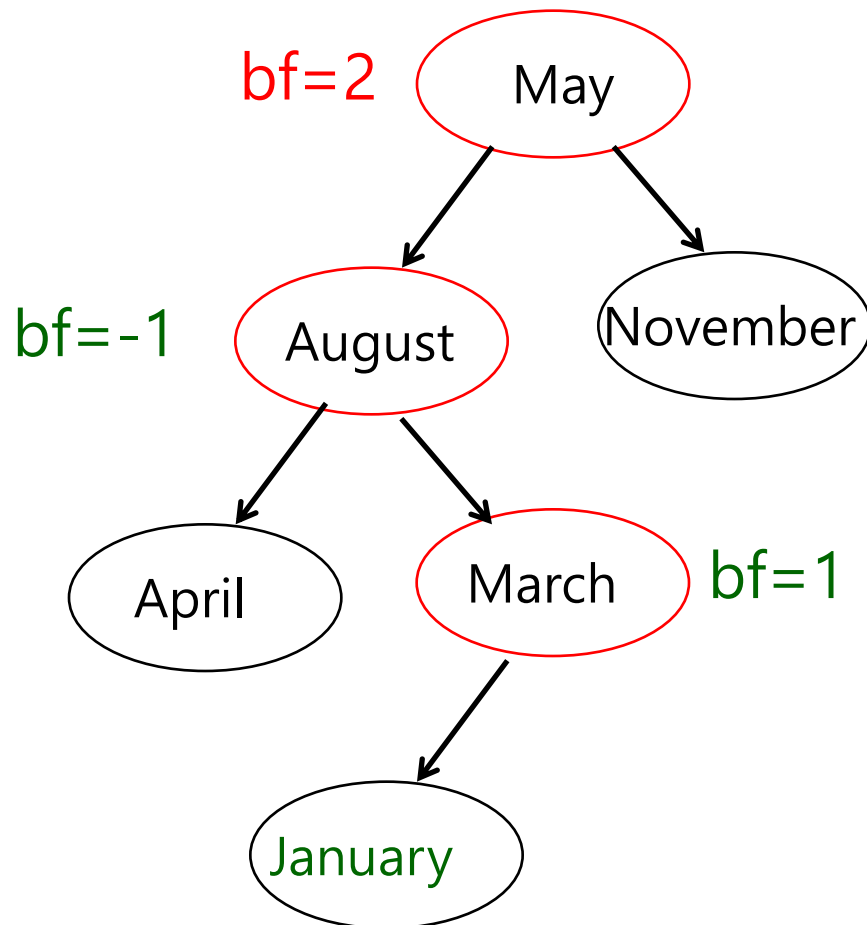 bf=2
May
bf=-1
August
November
April
March
bf=1
January